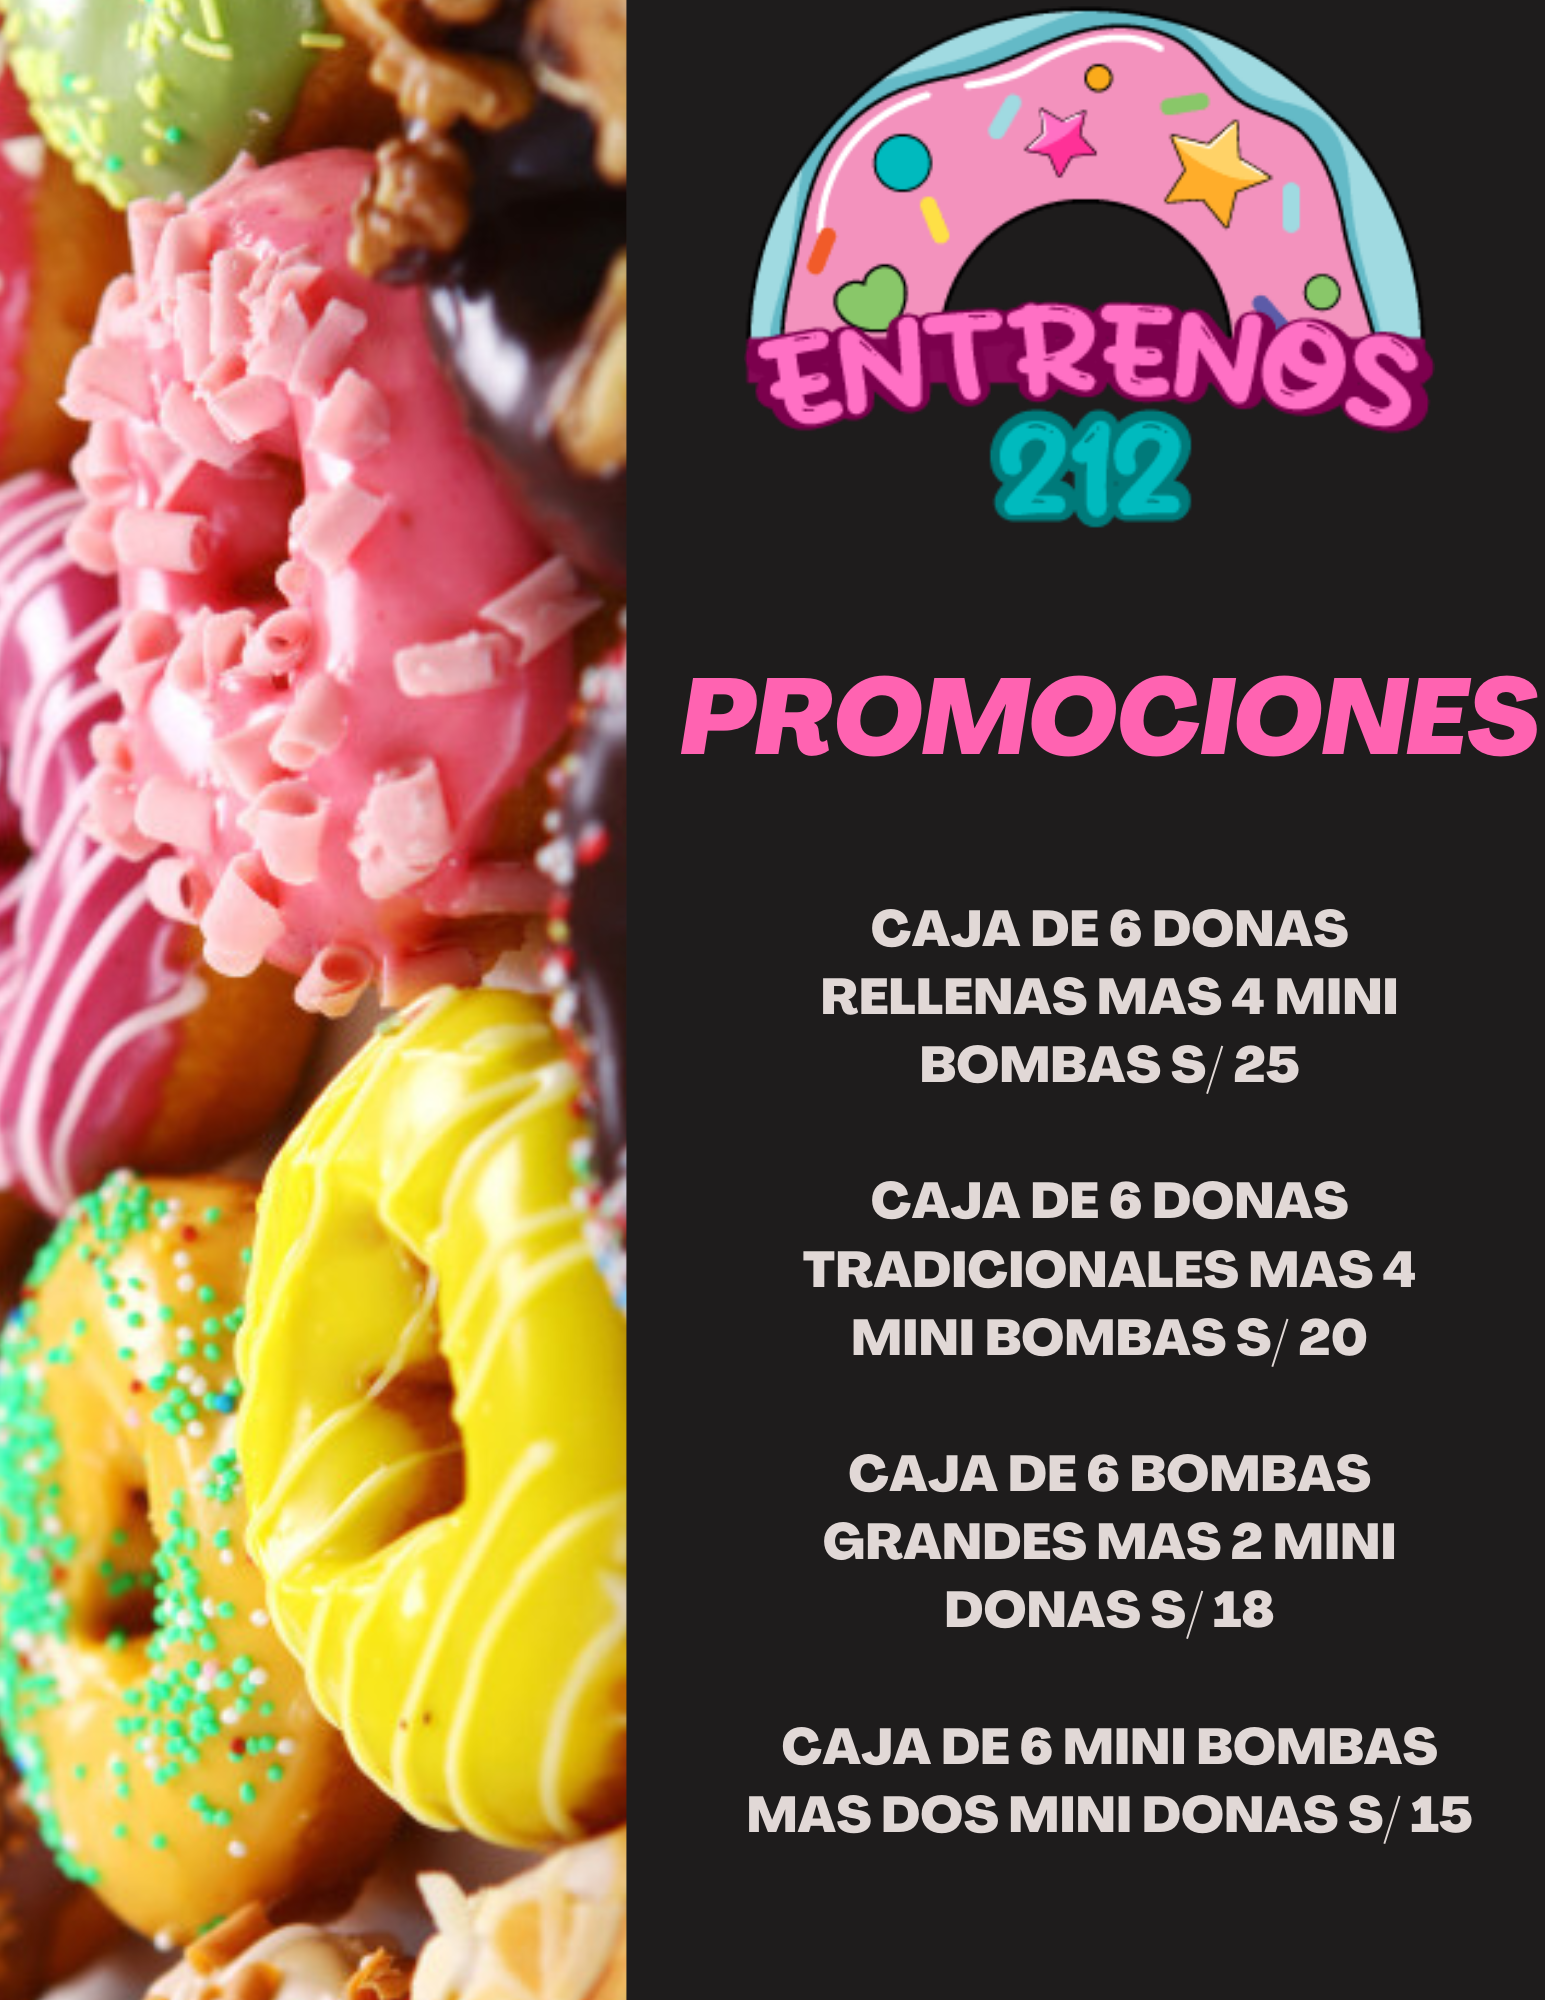 ENTRENOS
212
PROMOCIONES
CAJA DE 6 DONAS
RELLENAS MAS 4 MINI
BOMBAS S/ 25
CAJA DE 6 DONAS
TRADICIONALES MAS 4
MINI BOMBAS S/ 20
CAJA DE 6 BOMBAS
GRANDES MAS 2 MINI
DONAS S/ 18
CAJA DE 6 MINI BOMBAS
MAS DOS MINI DONAS S/ 15